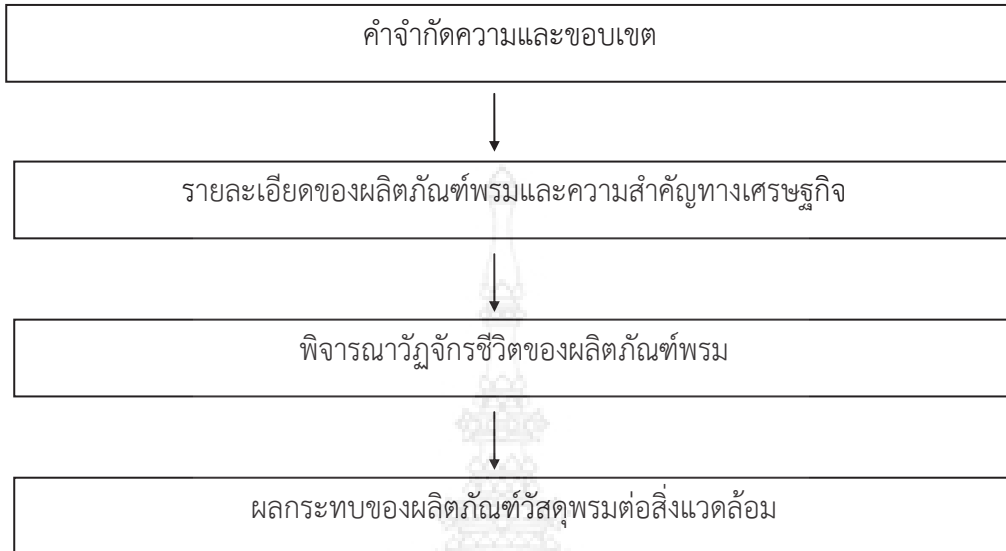 คำจำกัดความและขอบเขต
รายละเอียดของผลิตภัณฑ์พรมและความสำคัญทางเศรษฐกิจ
พิจารณาวัฏจักรชีวิตของผลิตภัณฑ์พรม
ผลกระทบของผลิตภัณฑ์วัสดุพรมต่อสิ่งแวดล้อม